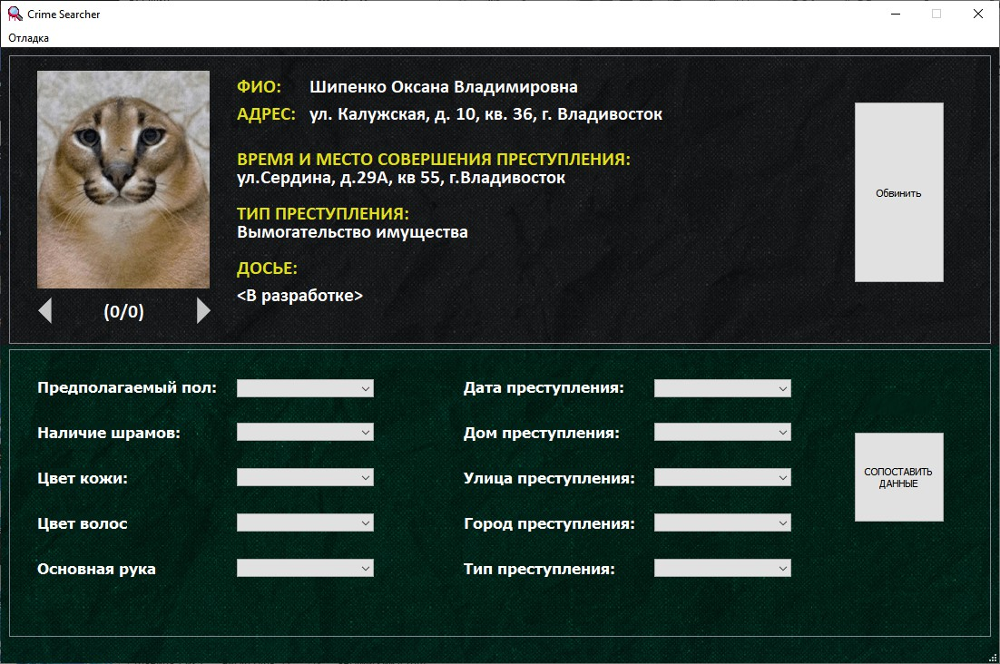 Crime Searcher
Отладка
ФИО: Шипенко Оксана Владимировна
АДРЕС: ул. Калужская, д. 10, кв. 36, г. Владивосток
ВРЕМЯ И МЕСТО СОВЕРШЕНИЯ ПРЕСТУПЛЕНИЯ:
ул.Сердина, д.29А, кв 55, г.Владивосток
Обвинить
ТИП ПРЕСТУПЛЕНИЯ:
Вымогательство имущества
ДОСЬЕ:
<В разработке>
(0/0)
Предполагаемый пол: Дата преступления:
Наличие шрамов: Дом преступления:
Цвет кожи: Улица преступления:
СОПОСТАВИТЬ
ДАННЫЕ
Цвет волос Город преступления:
Основная рука Тип преступления: